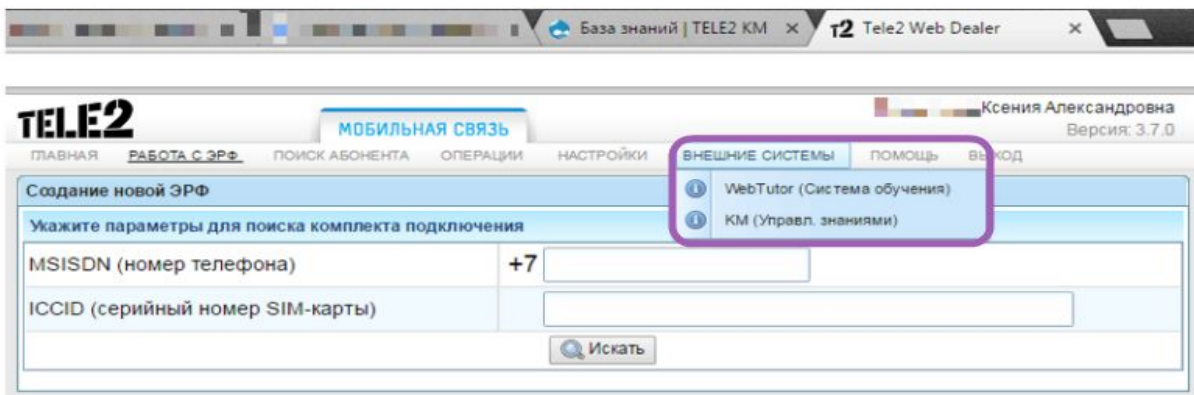 База знаний | TELE2 KM
Tele2 Web Dealer
TELE2
МОБИЛЬНАЯ СВЯЗЬ
Ксения Александровна
Версия: 3.7.0
ГЛАВНАЯ РАБОТА С ЭРФ ПОИСК АБОНЕНТА ОПЕРАЦИИ НАСТРОЙКИ ВНЕШНИЕ СИСТЕМЫ ПОМОЩЬ ВЫХОД
Создание новой ЭРФ
WebTutor (Система обучения)
Укажите параметры для поиска комплекта подключения
KM (Управл. знаниями)
MSISDN (номер телефона) +7
ICCID (серийный номер SIM-карты)
Искать